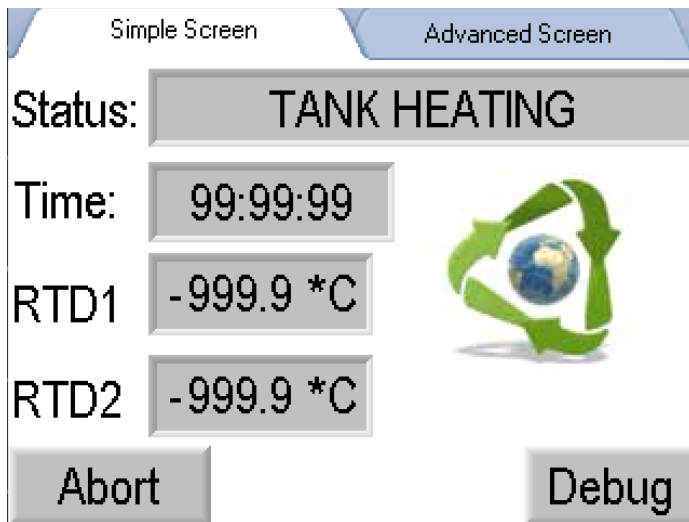 Simple Screen Advanced Screen
Status: TANK HEATING
Time: 99:99:99
RTD1 -999.9 *C
RTD2 -999.9 *C
Abort Debug